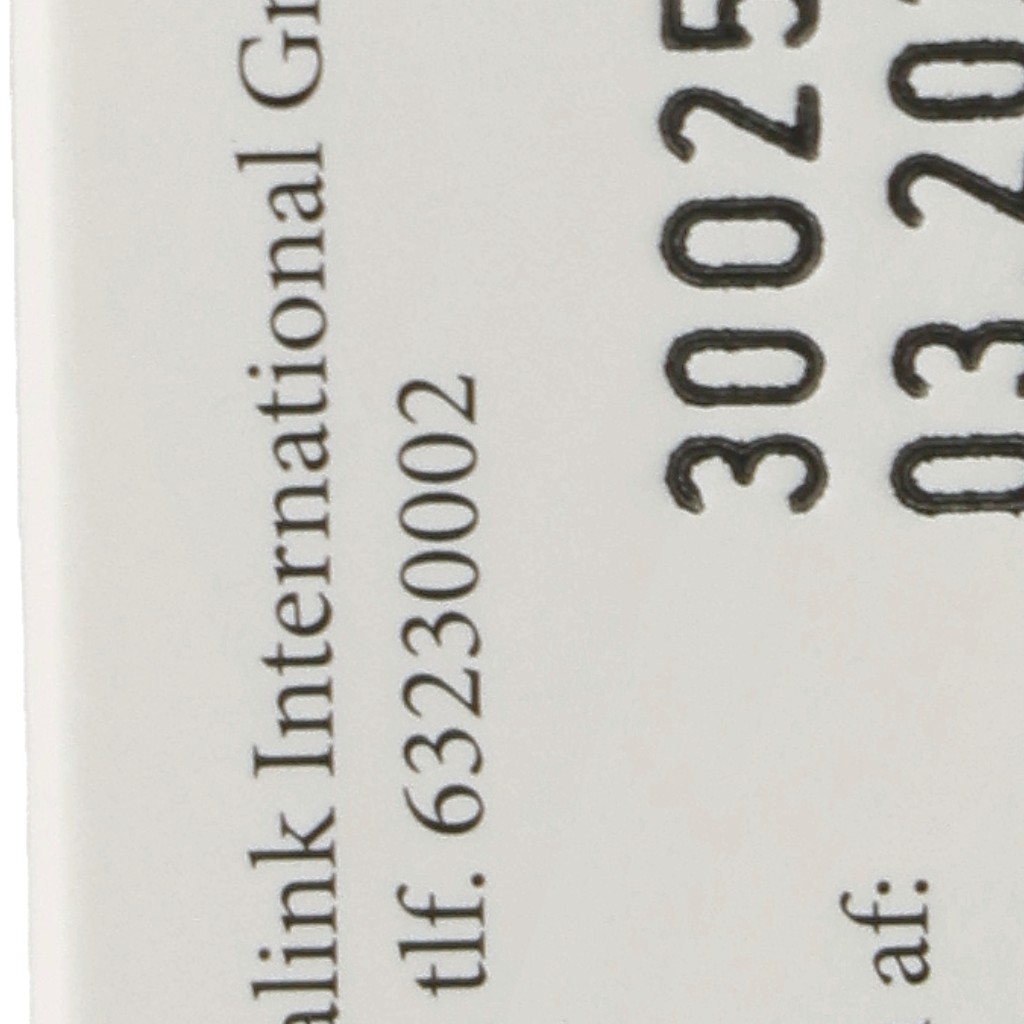 alink International Gr
tlf. 63230002
30025
03 20
af: